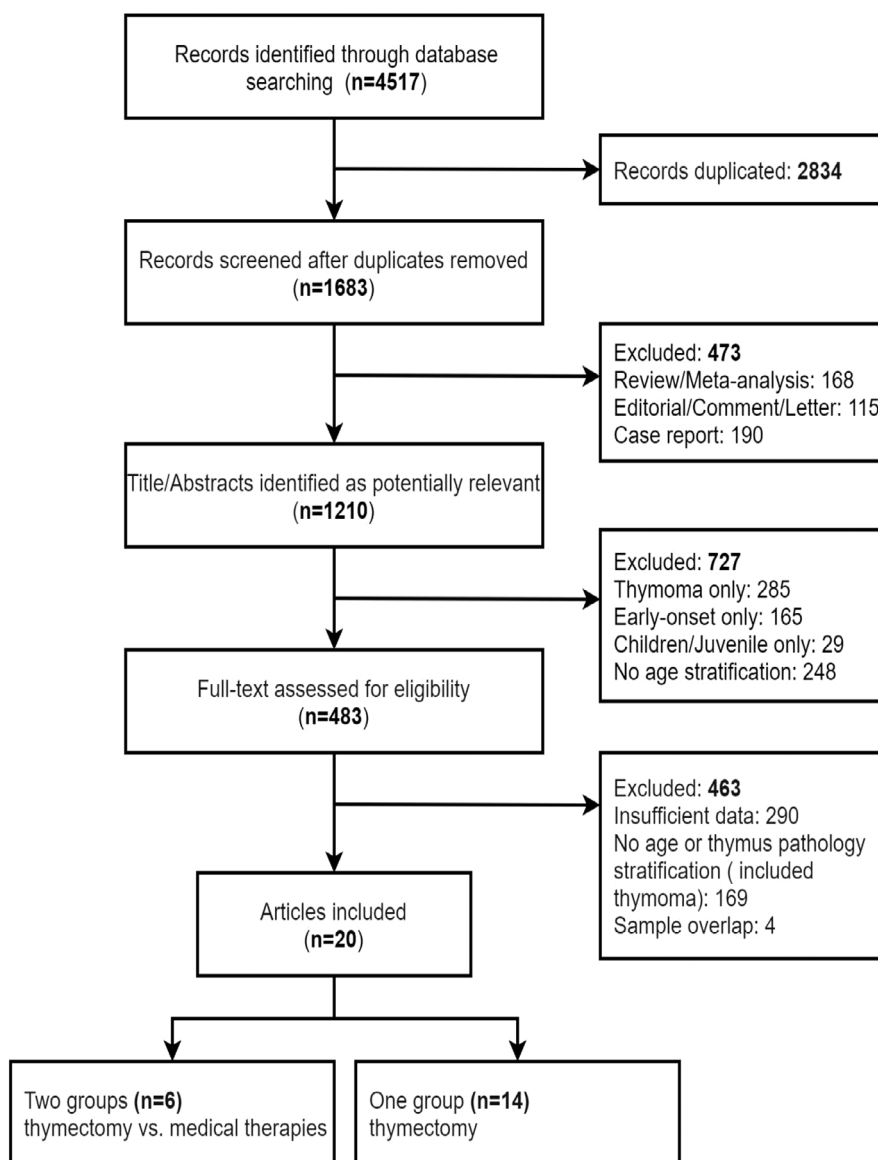 Records identified through database
searching (n=4517)
Records duplicated: 2834
Records screened after duplicates removed
(n=1683)
Excluded: 473
Review/Meta-analysis: 168
Editorial/Comment/Letter: 115
Case report: 190
Title/Abstracts identified as potentially relevant
(n=1210)
Excluded: 727
Thymoma only: 285
Early-onset only: 165
Children/Juvenile only: 29
No age stratification: 248
Full-text assessed for eligibility
(n=483)
Excluded: 463
Insufficient data: 290
No age or thymus pathology
stratification ( included
thymoma): 169
Sample overlap: 4
Articles included
(n=20)
Two groups (n=6)
thymectomy vs. medical therapies
One group (n=14)
thymectomy